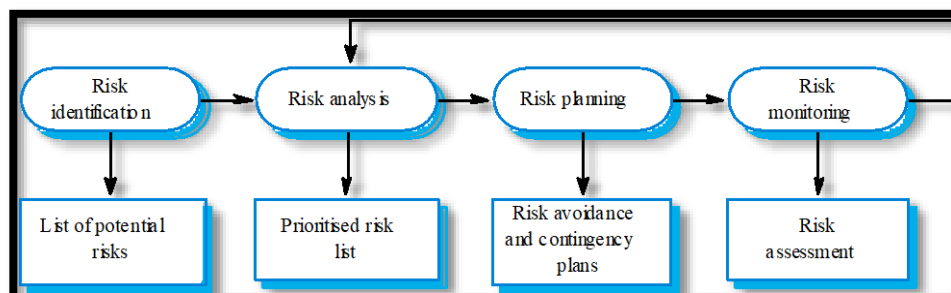 Risk
identification
Risk analysis
Risk planning
Risk
monitoring
List of potential
risks
Prioritised risk
list
Risk avoidance
and contingency
plans
Risk
assessment